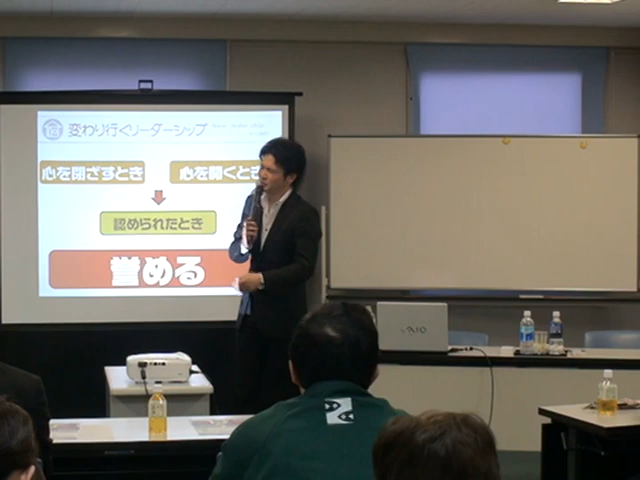 変わり行くリーダーシップ
心を閉ざすとき
心を開くとき
認められたとき
誉める
VAIO